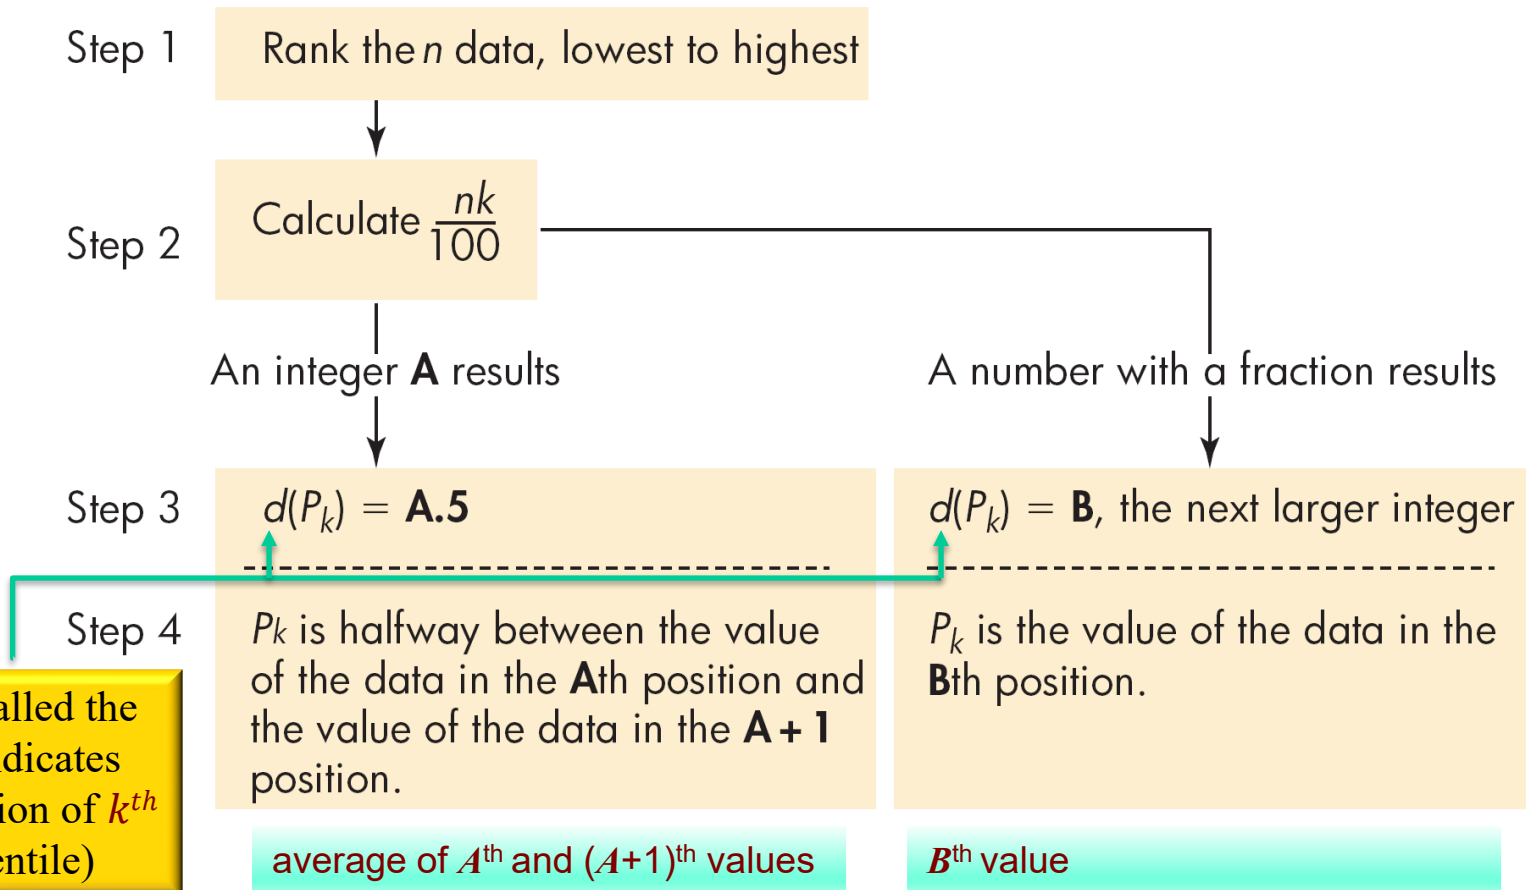 Step 1
Rank the n data, lowest to highest
Step 2
Calculate nk/100
An integer A results
A number with a fraction results
Step 3
d(Pk) = A.5
d(Pk) = B, the next larger integer
Step 4
Pk is halfway between the value
of the data in the Ath position and
the value of the data in the A + 1
position.
Pk is the value of the data in the
Bth position.
alled the
dicates
ion of kth
entile)
average of Ath and (A+1)th values
Bth value